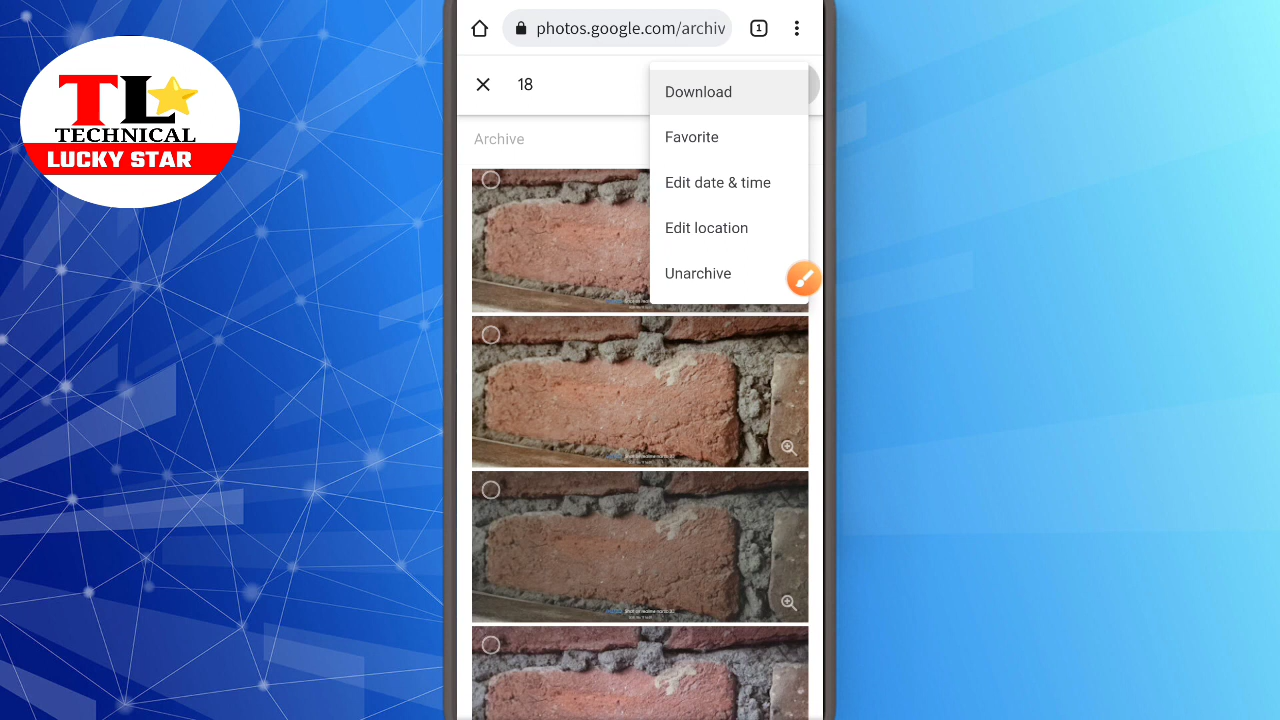 TL
TECHNICAL
LUCKY STAR
photos.google.com/archiv
1
18
Archive
Download
Favorite
Edit date & time
Edit location
Unarchive